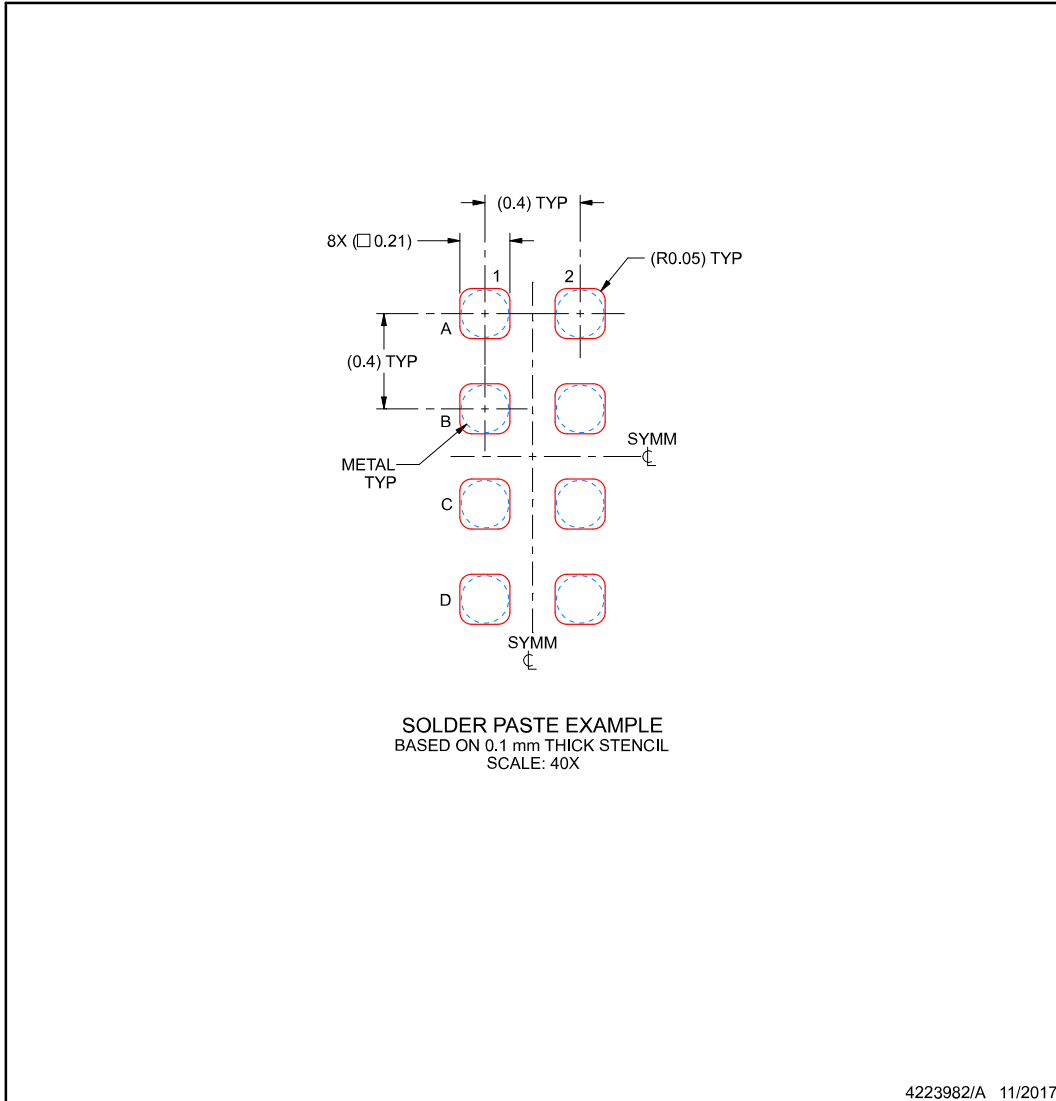 (0.4) TYP
8X (□ 0.21)
(R0.05) TYP
1
2
A
(0.4) TYP
B
SYMM
℄
METAL
TYP
C
D
SYMM
℄
SOLDER PASTE EXAMPLE
BASED ON 0.1 mm THICK STENCIL
SCALE: 40X
4223982/A 11/2017